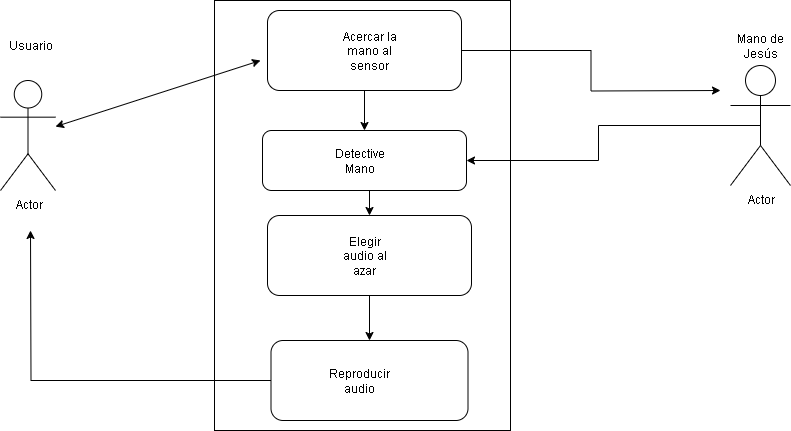 Usuario
Actor
Acercar la
mano al
sensor
Detective
Mano
Elegir
audio al
azar
Reproducir
audio
Mano de
Jesús
Actor